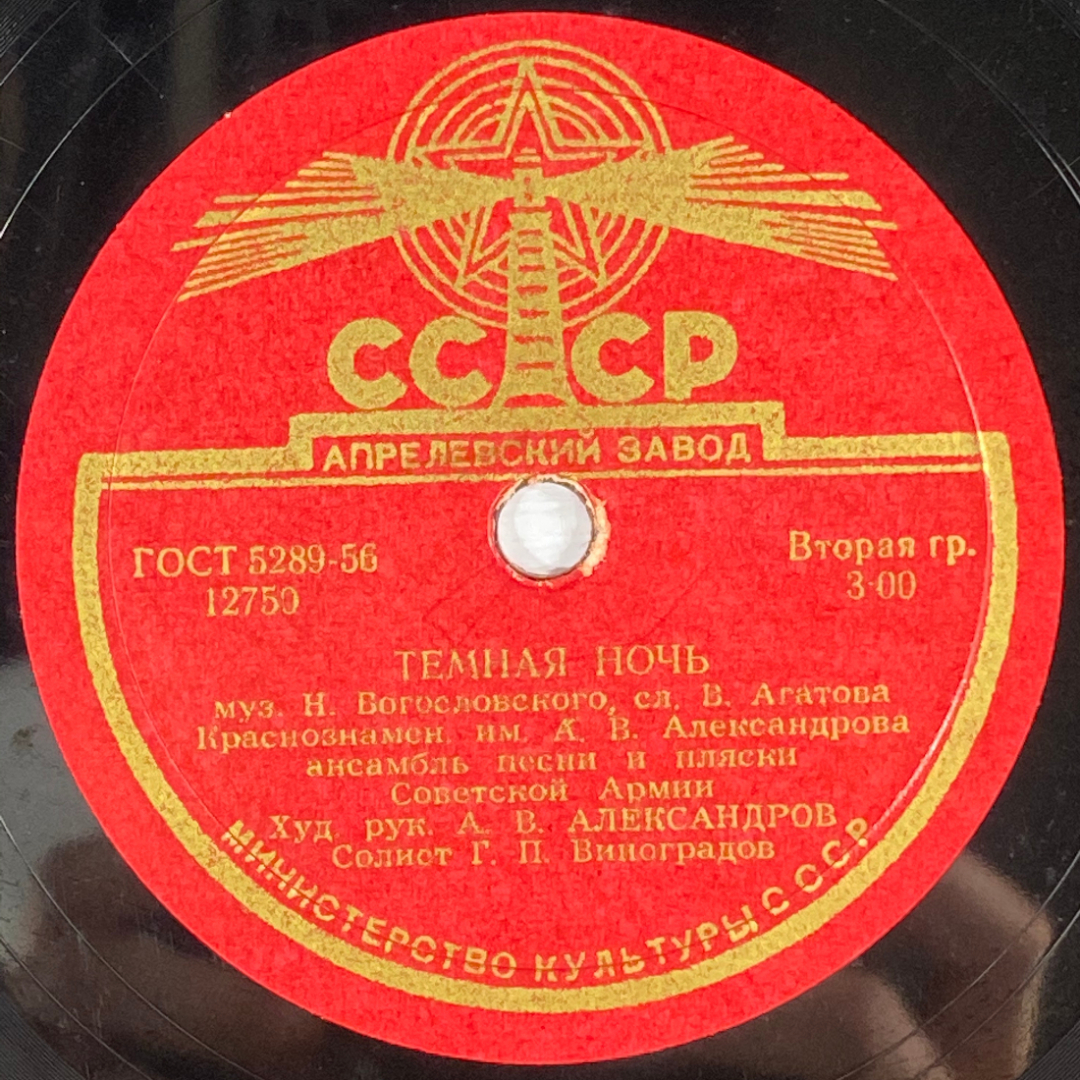 СССР
АПРЕЛЕВСКИЙ ЗАВОД
ГОСТ 5289-56
12750
Вторая гр.
3-00
ТЕМНАЯ НОЧЬ
муз. Н. Богословского, сл. В. Агатова
Краснознамен. им. А. В. Александрова
ансамбль песни и пляски
Советской Армии
Худ. рук. А. В. АЛЕКСАНДРОВ
Солист Г. П. Виноградов
МИНИСТЕРСТВО КУЛЬТУРЫ СССР